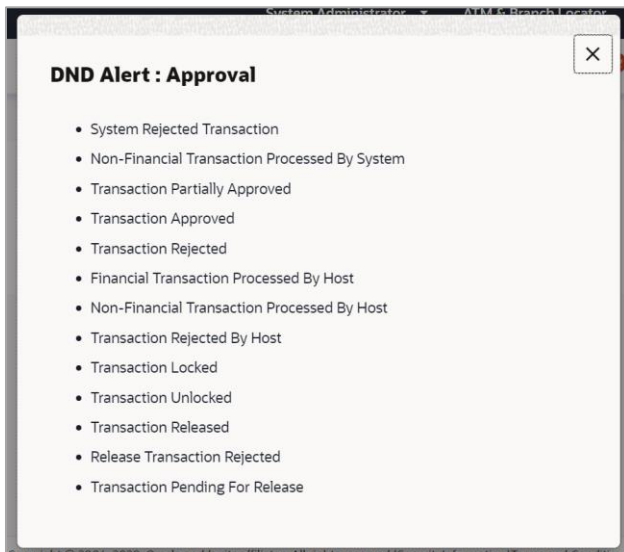 System Administrator ATM & Branch Locator
DND Alert : Approval
• System Rejected Transaction
• Non-Financial Transaction Processed By System
• Transaction Partially Approved
• Transaction Approved
• Transaction Rejected
• Financial Transaction Processed By Host
• Non-Financial Transaction Processed By Host
• Transaction Rejected By Host
• Transaction Locked
• Transaction Unlocked
• Transaction Released
• Release Transaction Rejected
• Transaction Pending For Release